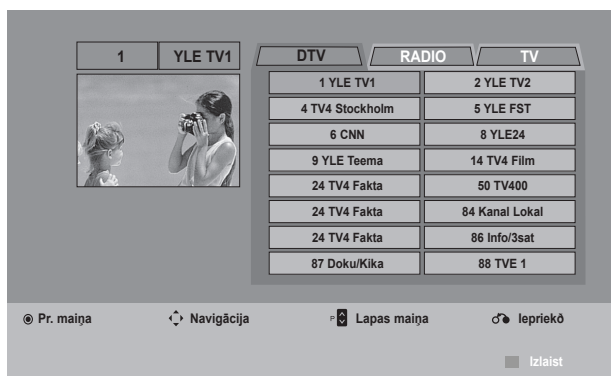 1 YLE TV1
DTV RADIO TV
1 YLE TV1 2 YLE TV2
4 TV4 Stockholm 5 YLE FST
6 CNN 8 YLE24
9 YLE Teema 14 TV4 Film
24 TV4 Fakta 50 TV400
24 TV4 Fakta 84 Kanal Lokal
24 TV4 Fakta 86 Info/3sat
87 Doku/Kika 88 TVE 1
Pr. maiņa Navigācija P Lapas maiņa Iepriekð
Izlaist